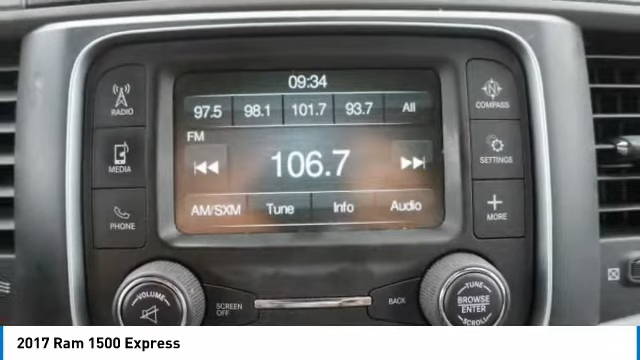 09:34
97.5 98.1 101.7 93.7 All
FM
106.7
AM/SXM Tune Info Audio
RADIO
MEDIA
PHONE
COMPASS
SETTINGS
MORE
VOLUME
SCREEN
OFF
BACK
TUNE
BROWSE
ENTER
SCROLL
2017 Ram 1500 Express